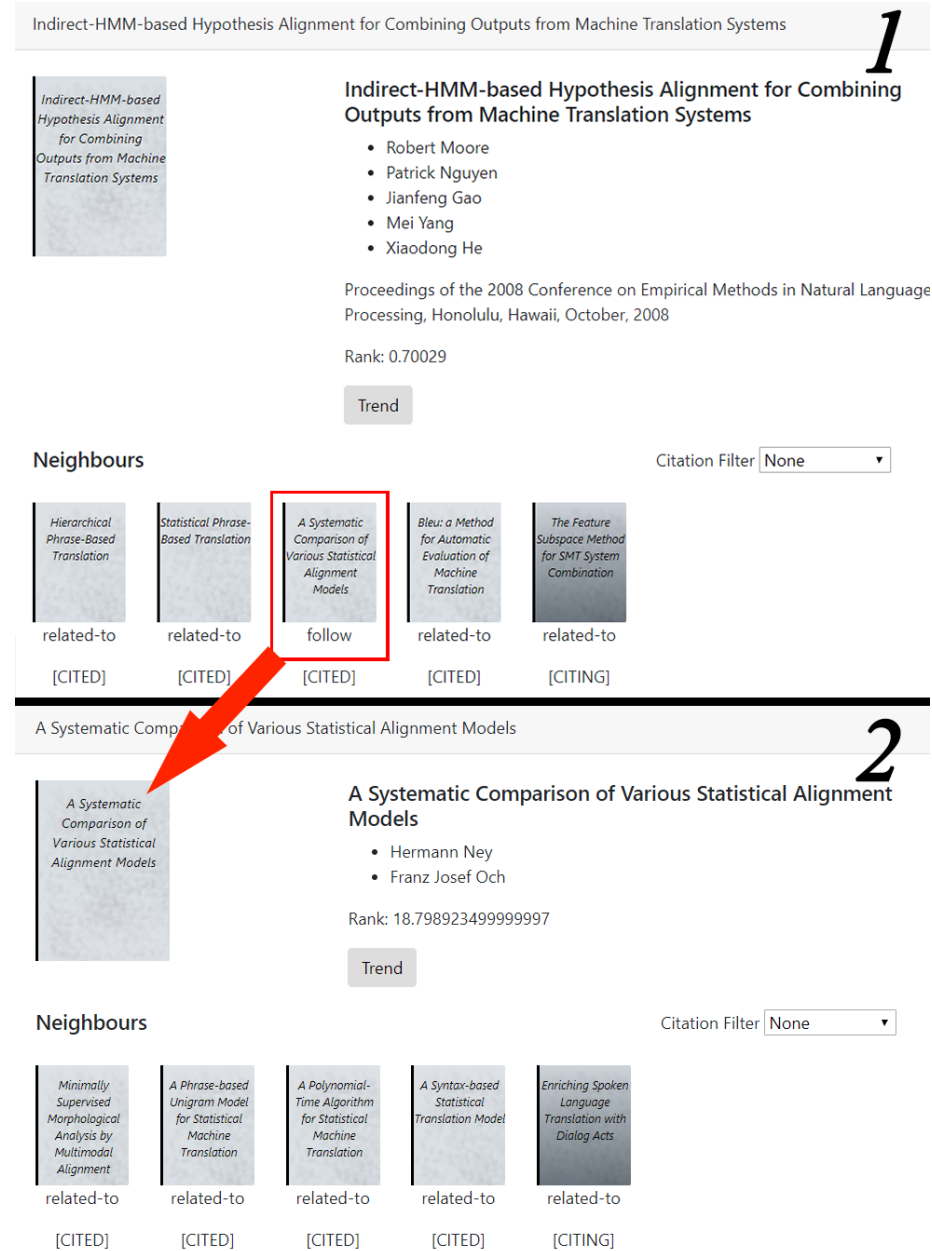 Indirect-HMM-based Hypothesis Alignment for Combining Outputs from Machine Translation Systems
1
Indirect-HMM-based
Hypothesis Alignment
for Combining
Outputs from Machine
Translation Systems
Indirect-HMM-based Hypothesis Alignment for Combining
Outputs from Machine Translation Systems
• Robert Moore
• Patrick Nguyen
• Jianfeng Gao
• Mei Yang
• Xiaodong He
Proceedings of the 2008 Conference on Empirical Methods in Natural Language
Processing, Honolulu, Hawaii, October, 2008
Rank: 0.70029
Trend
Neighbours
Citation Filter None
Hierarchical
Phrase-Based
Translation
related-to
[CITED]
Statistical Phrase-
Based Translation
related-to
[CITED]
A Systematic
Comparison of
Various Statistical
Alignment
Models
follow
[CITED]
Bleu: a Method
for Automatic
Evaluation of
Machine
Translation
related-to
[CITED]
The Feature
Subspace Method
for SMT System
Combination
related-to
[CITING]
A Systematic Comparison of Various Statistical Alignment Models
2
A Systematic
Comparison of
Various Statistical
Alignment Models
A Systematic Comparison of Various Statistical Alignment
Models
• Hermann Ney
• Franz Josef Och
Rank: 18.798923499999997
Trend
Neighbours
Citation Filter None
Minimally
Supervised
Morphological
Analysis by
Multimodal
Alignment
related-to
[CITED]
A Phrase-based
Unigram Model
for Statistical
Machine
Translation
related-to
[CITED]
A Polynomial-
Time Algorithm
for Statistical
Machine
Translation
related-to
[CITED]
A Syntax-based
Statistical
Translation Model
related-to
[CITED]
Enriching Spoken
Language
Translation with
Dialog Acts
related-to
[CITING]